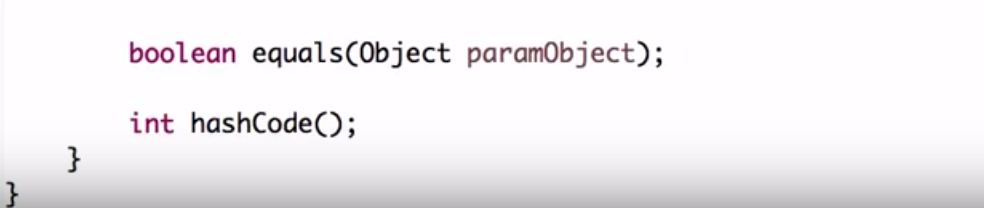 boolean equals(Object paramObject);
int hashCode();
}
}